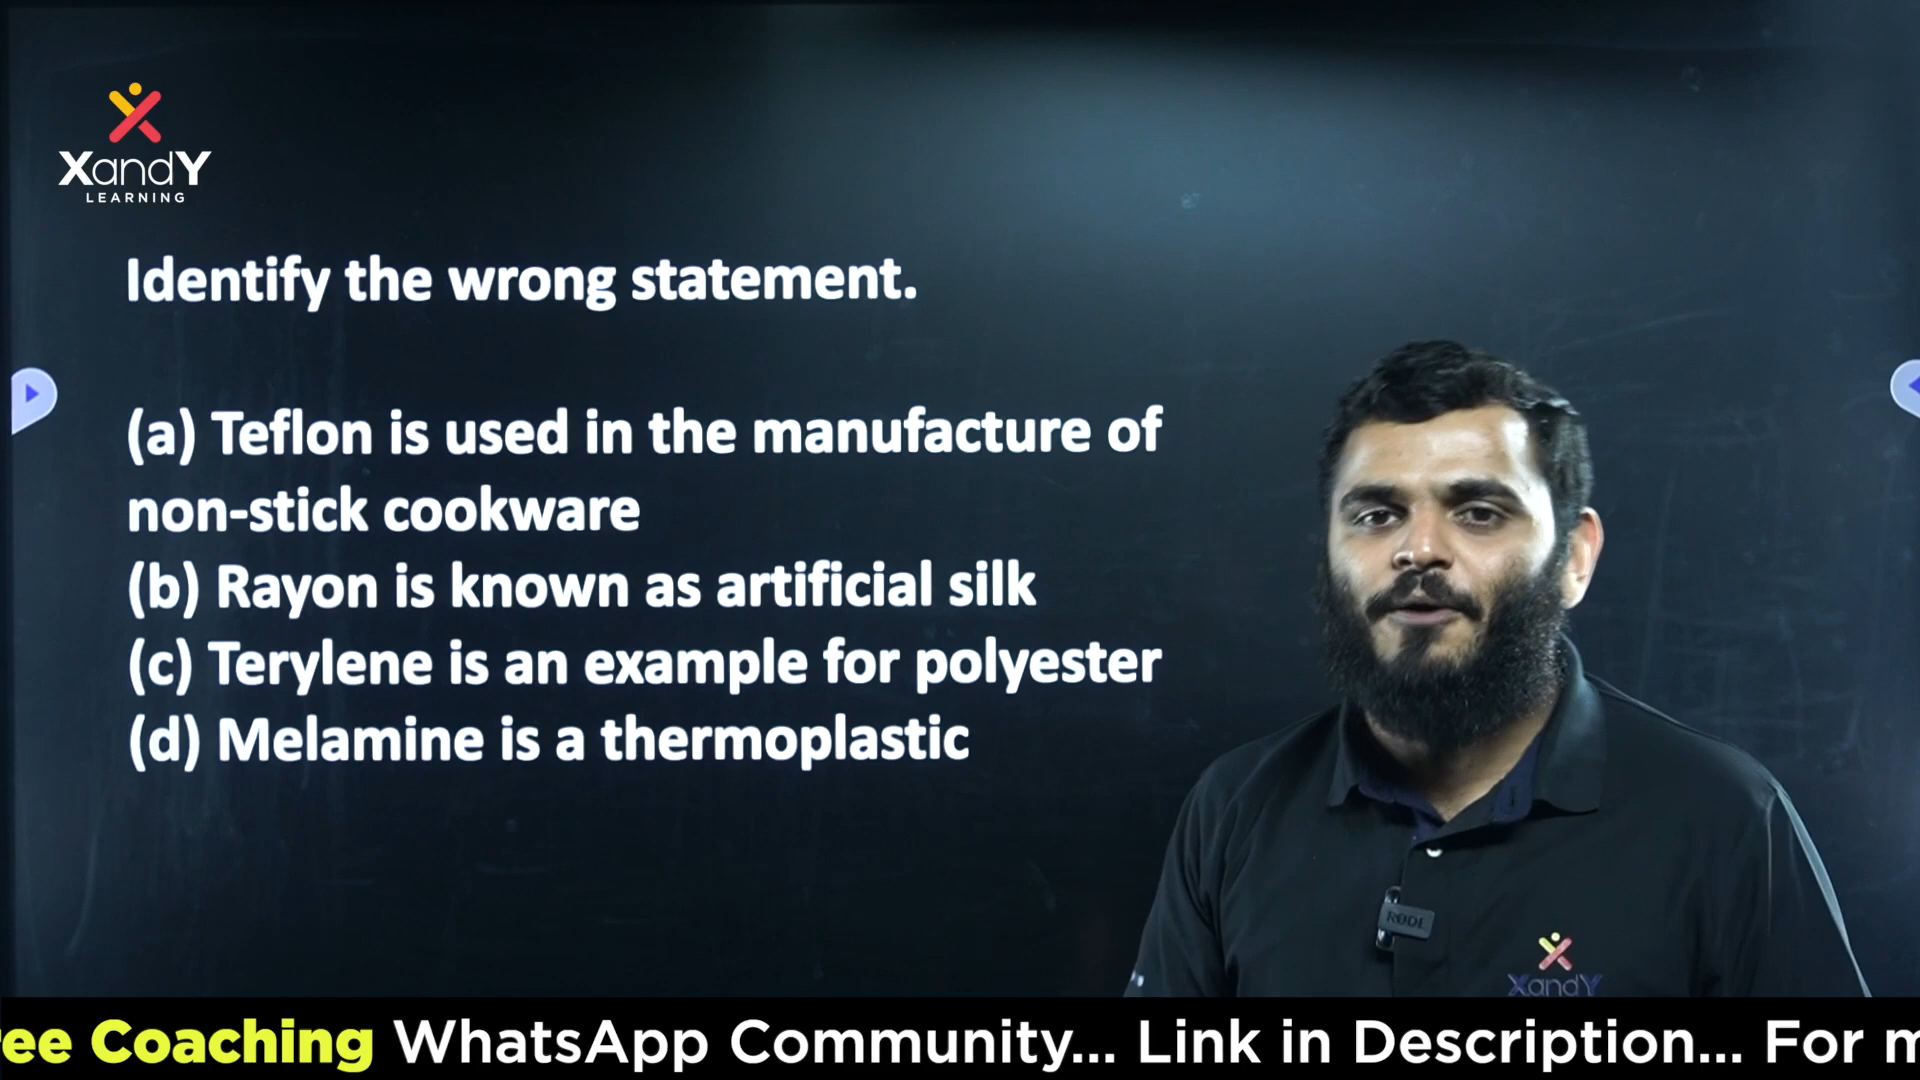 XandY
LEARNING
Identify the wrong statement.
(a) Teflon is used in the manufacture of
non-stick cookware
(b) Rayon is known as artificial silk
(c) Terylene is an example for polyester
(d) Melamine is a thermoplastic
RODE
XandY
ree Coaching WhatsApp Community... Link in Description... For m